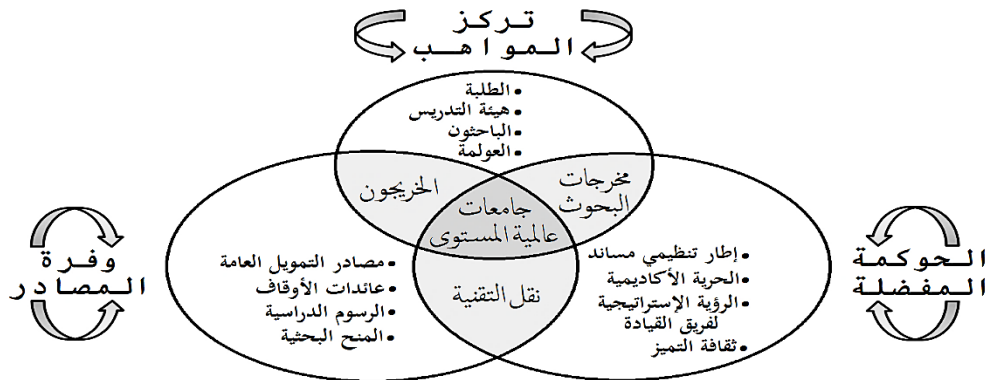 تركز
المواهب
• الطلبة
• هيئة التدريس
• الباحثون
• العولمة
مخرجات
البحوث
الخريجون
جامعات
عالمية المستوى
نقل التقنية
الحوكمة
المفضلة
• إطار تنظيمي مساند
• الحرية الأكاديمية
• الرؤية الإستراتيجية
لفريق القيادة
• ثقافة التميز
• مصادر التمويل العامة
• عائدات الأوقاف
• الرسوم الدراسية
• المنح البحثية
وفرة
المصادر